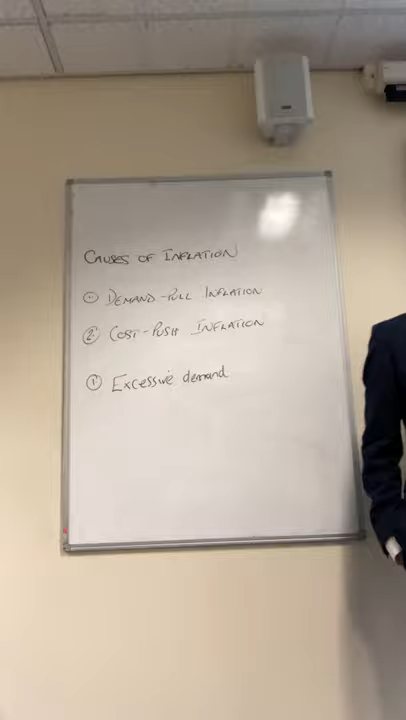 CAUSES OF INFLATION
① DEMAND-PULL INFLATION
② COST-PUSH INFLATION
① Excessive demand